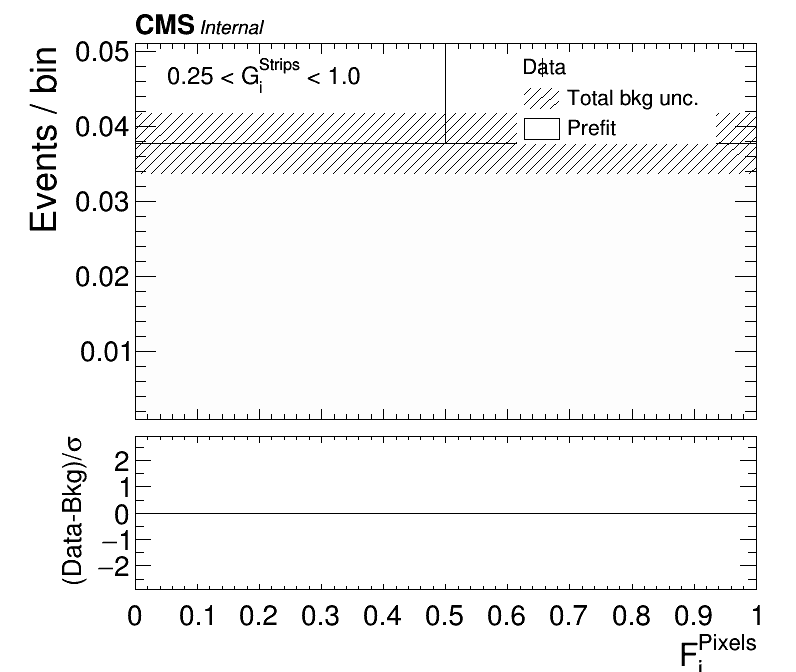 CMS Internal
0.05
0.04
0.03
0.02
0.01
Events / bin
0.25 < G_i^Strips < 1.0
Data
Total bkg unc.
Prefit
2
1
0
−1
−2
(Data-Bkg)/σ
0 0.1 0.2 0.3 0.4 0.5 0.6 0.7 0.8 0.9 1
F_i^Pixels